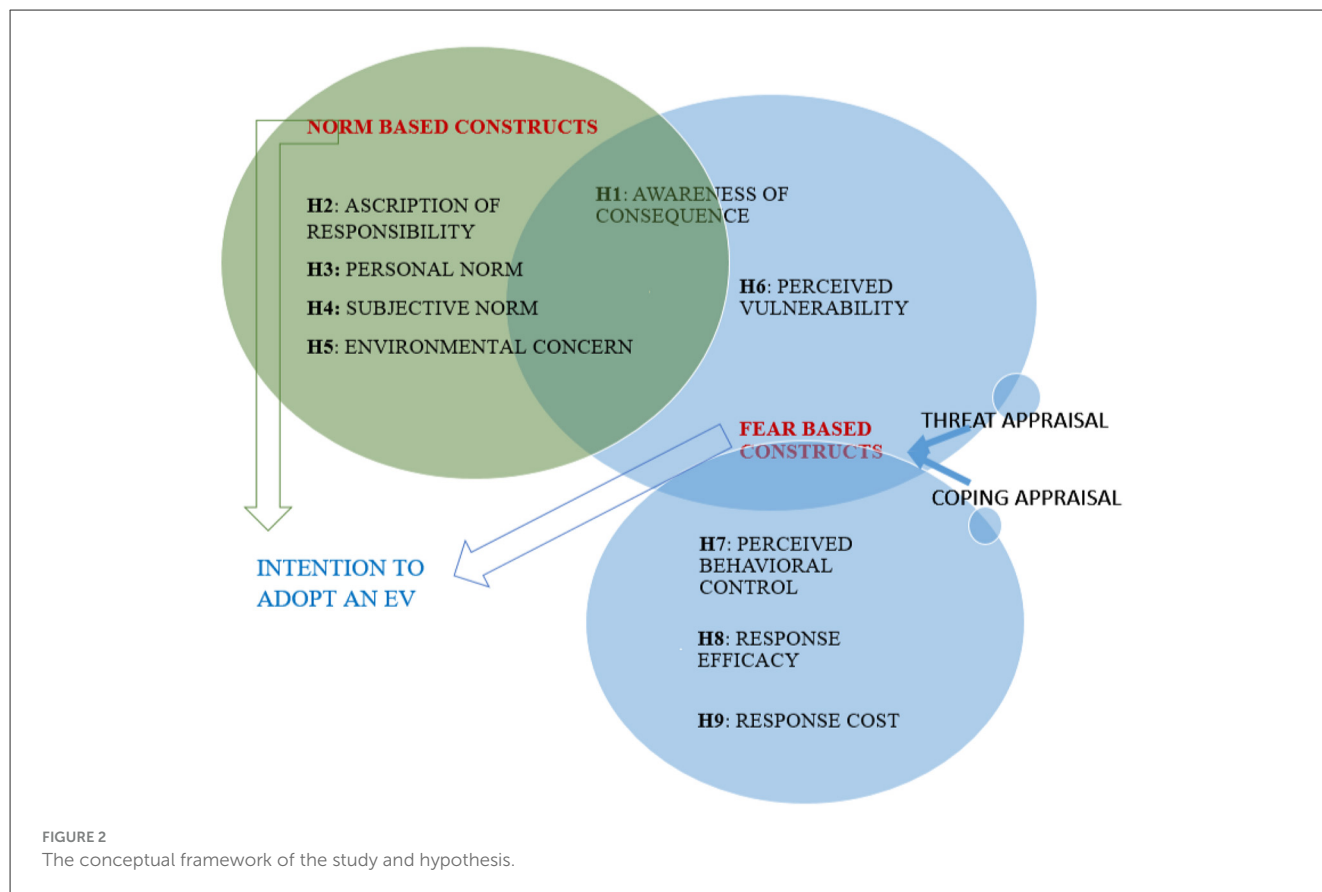 NORM BASED CONSTRUCTS
H1: AWARENESS OF
CONSEQUENCE
H2: ASCRIPTION OF
RESPONSIBILITY
H3: PERSONAL NORM
H4: SUBJECTIVE NORM
H5: ENVIRONMENTAL CONCERN
H6: PERCEIVED
VULNERABILITY
FEAR BASED
CONSTRUCTS
THREAT APPRAISAL
COPING APPRAISAL
H7: PERCEIVED
BEHAVIORAL
CONTROL
H8: RESPONSE
EFFICACY
H9: RESPONSE COST
INTENTION TO
ADOPT AN EV
FIGURE 2
The conceptual framework of the study and hypothesis.